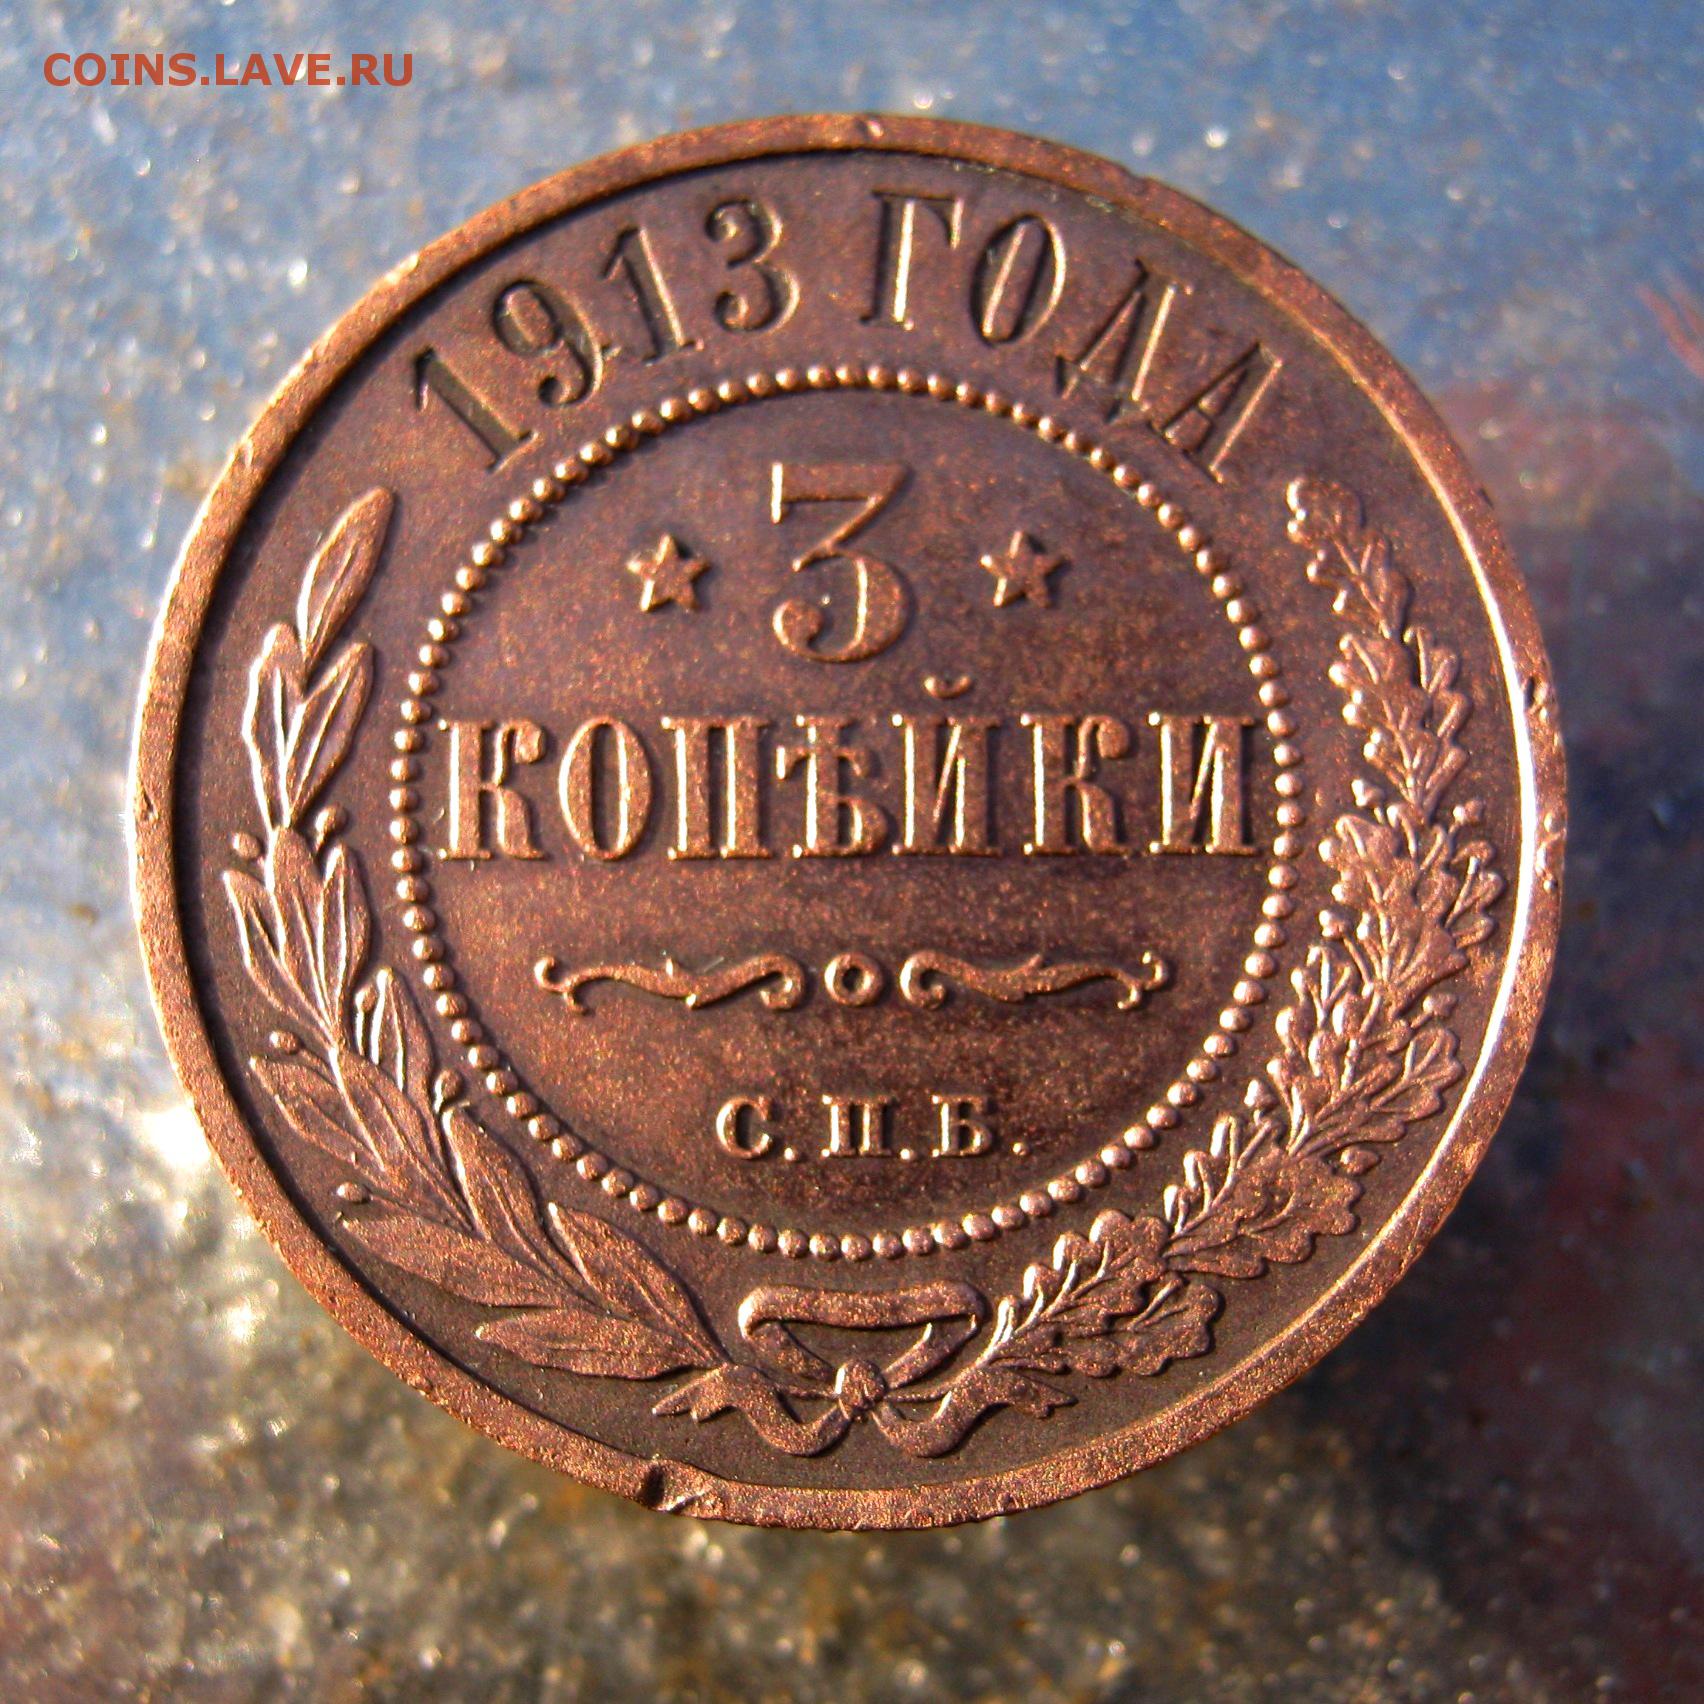 COINS.LAVE.RU
1913 ГОДА
3
КОПѢЙКИ
С.П.Б.